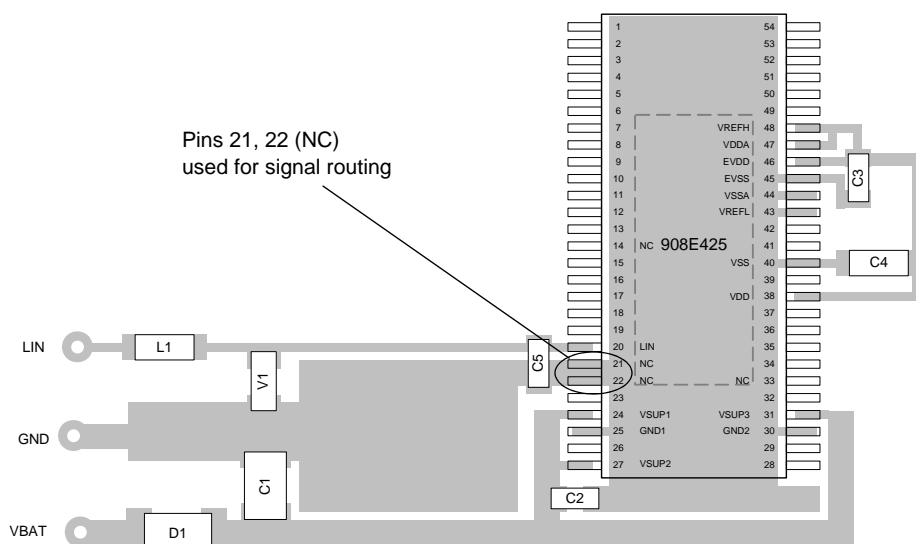 1 54
2 53
3 52
4 51
5 50
6 49
7 VREFH 48
Pins 21, 22 (NC)
8 VDDA 47
used for signal routing
9 EVDD 46
10 EVSS 45
C3
11 VSSA 44
12 VREFL 43
13 42
14 NC 908E425 41
15 VSS 40
C4
16 39
17 VDD 38
18 37
19 36
LIN L1 20 LIN 35
C5
21 NC 34
V1
22 NC NC 33
23 32
24 VSUP1 VSUP3 31
GND 25 GND1 GND2 30
26 29
27 VSUP2 28
C1
C2
VBAT D1